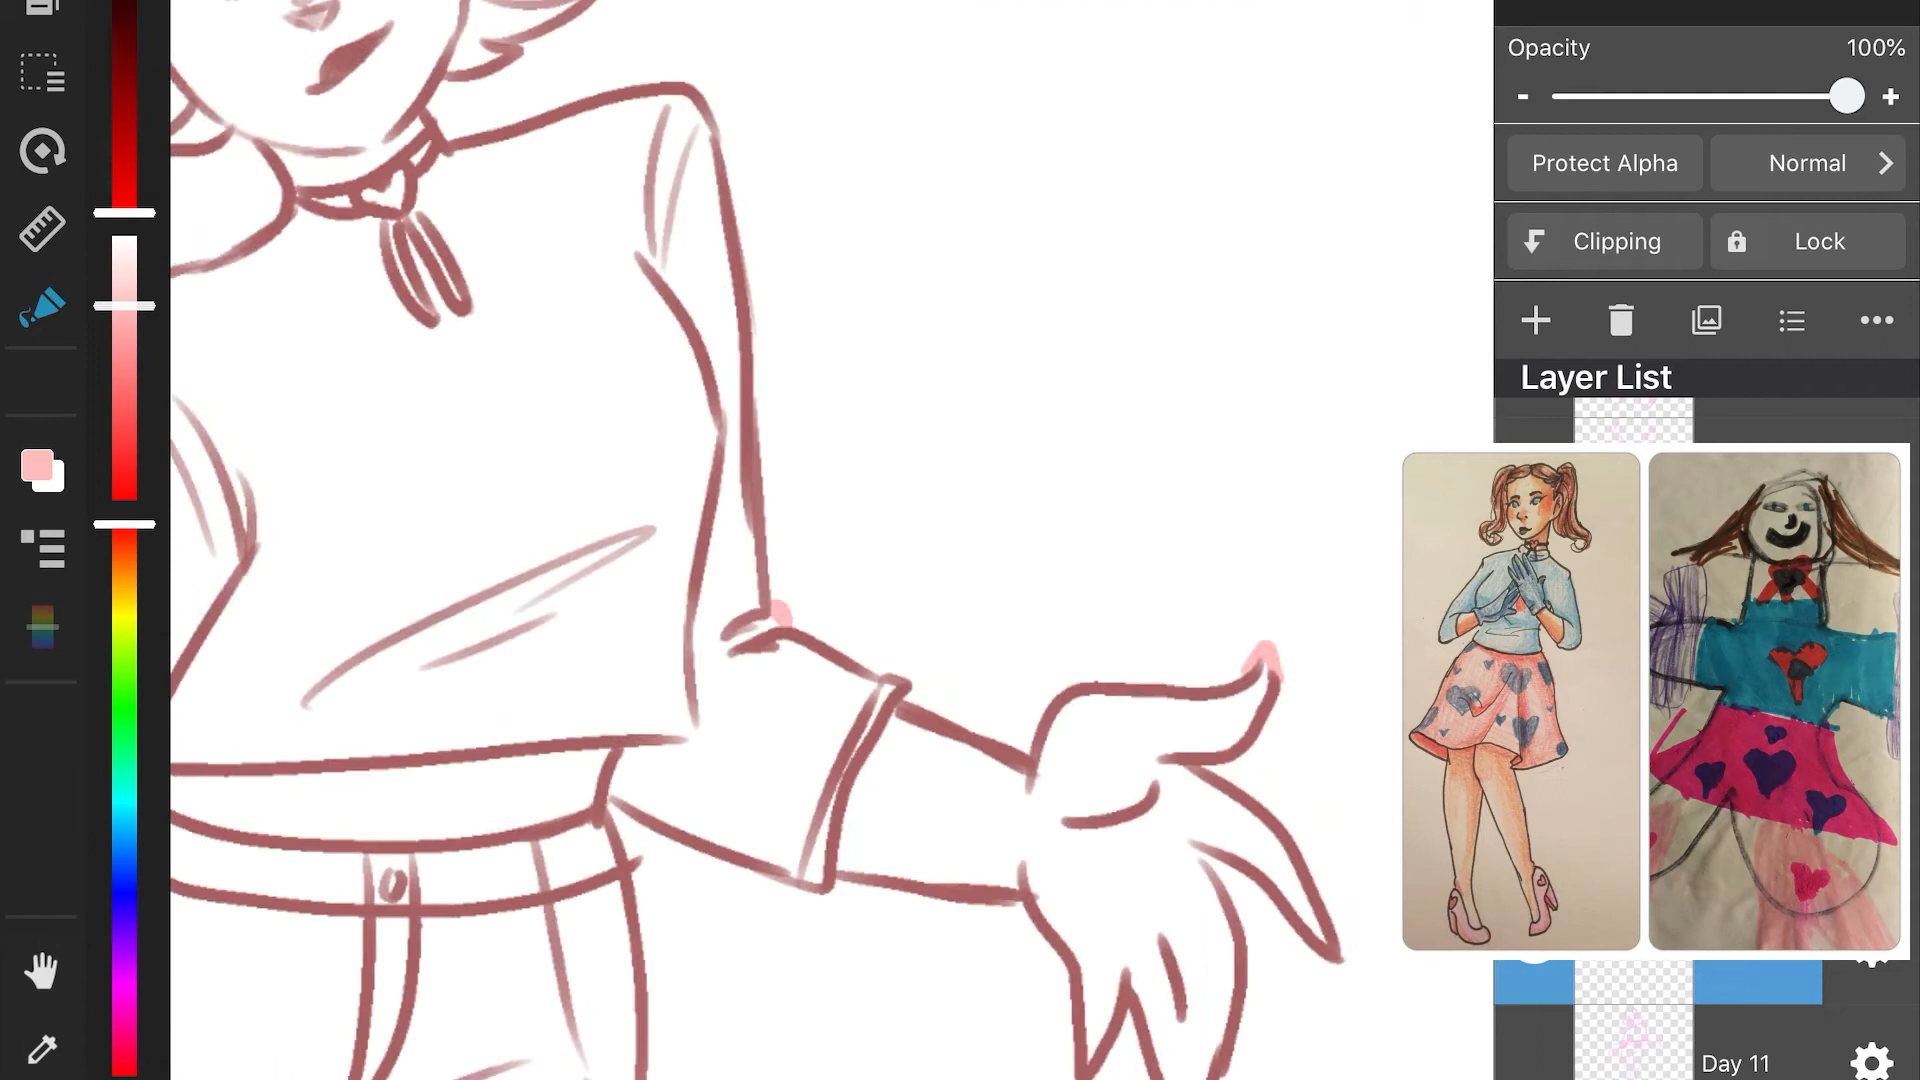 Opacity 100%
- +
Protect Alpha Normal
Clipping Lock
Layer List
Day 11